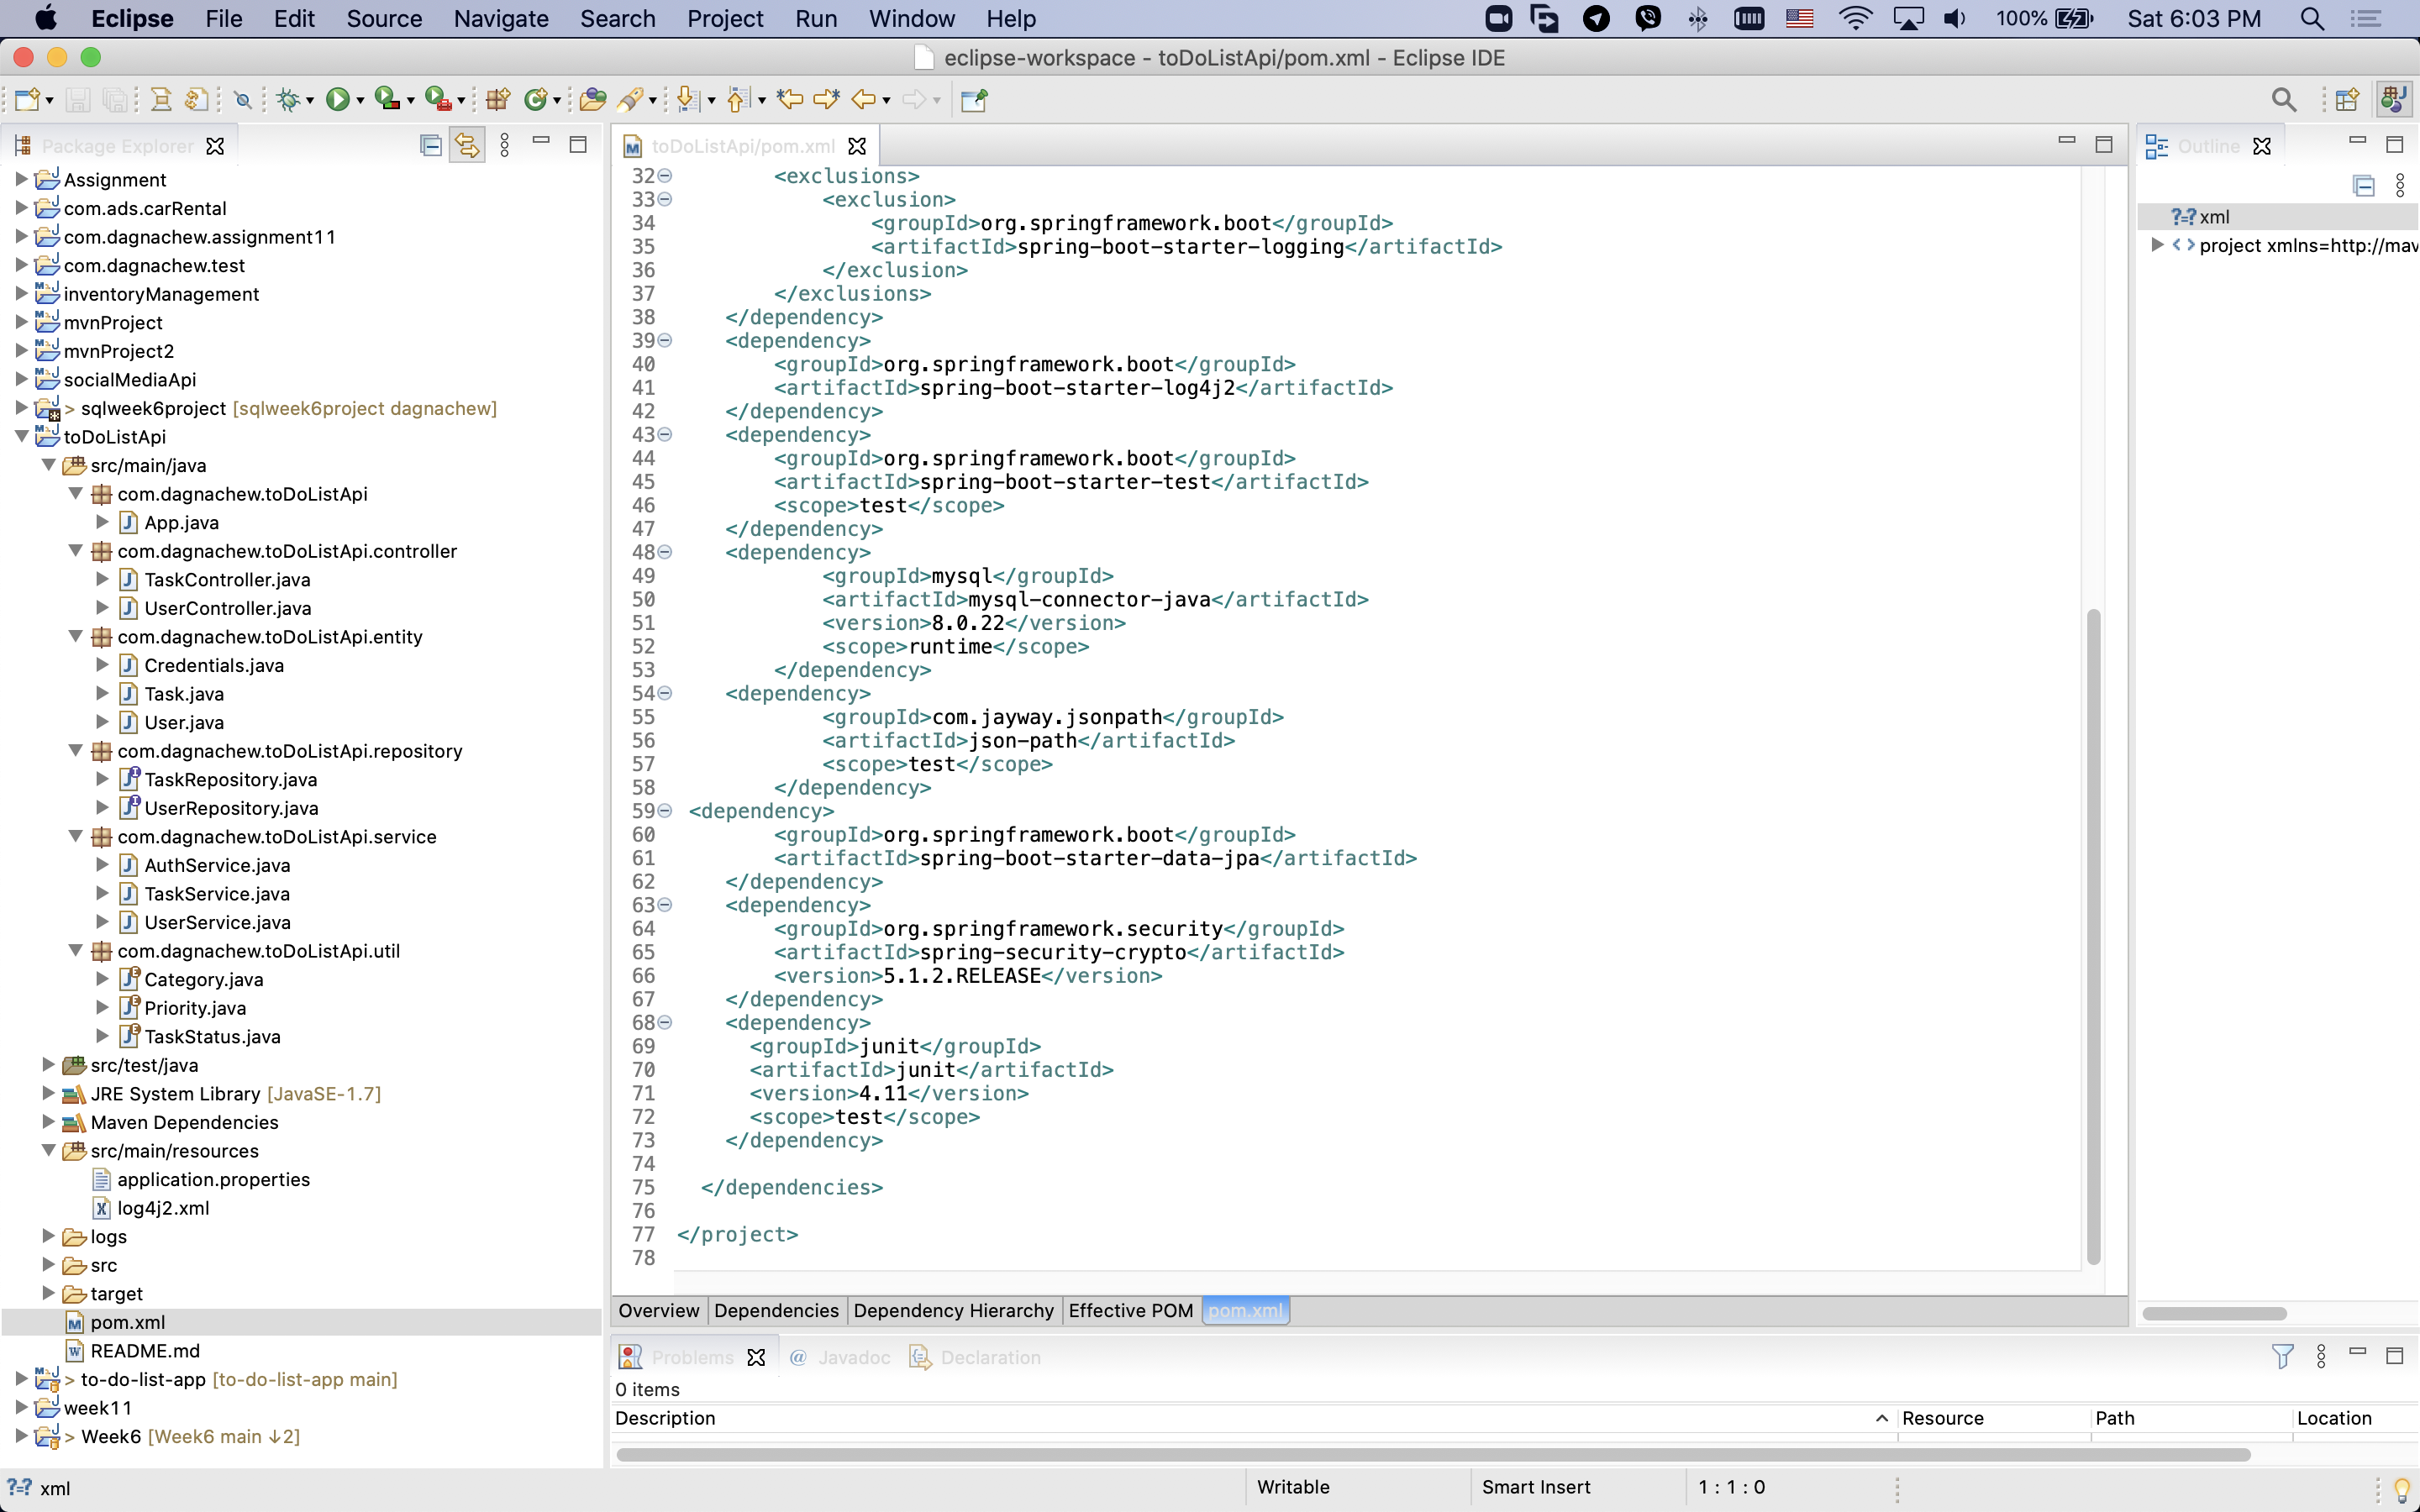 Eclipse File Edit Source Navigate Search Project Run Window Help 100% Sat 6:03 PM
eclipse-workspace - toDoListApi/pom.xml - Eclipse IDE
Package Explorer
Assignment
com.ads.carRental
com.dagnachew.assignment11
com.dagnachew.test
inventoryManagement
mvnProject
mvnProject2
socialMediaApi
> sqlweek6project [sqlweek6project dagnachew]
toDoListApi
src/main/java
com.dagnachew.toDoListApi
App.java
com.dagnachew.toDoListApi.controller
TaskController.java
UserController.java
com.dagnachew.toDoListApi.entity
Credentials.java
Task.java
User.java
com.dagnachew.toDoListApi.repository
TaskRepository.java
UserRepository.java
com.dagnachew.toDoListApi.service
AuthService.java
TaskService.java
UserService.java
com.dagnachew.toDoListApi.util
Category.java
Priority.java
TaskStatus.java
src/test/java
JRE System Library [JavaSE-1.7]
Maven Dependencies
src/main/resources
application.properties
log4j2.xml
logs
src
target
pom.xml
README.md
> to-do-list-app [to-do-list-app main]
week11
> Week6 [Week6 main ↓2]
toDoListApi/pom.xml
32 <exclusions>
33 <exclusion>
34 <groupId>org.springframework.boot</groupId>
35 <artifactId>spring-boot-starter-logging</artifactId>
36 </exclusion>
37 </exclusions>
38 </dependency>
39 <dependency>
40 <groupId>org.springframework.boot</groupId>
41 <artifactId>spring-boot-starter-log4j2</artifactId>
42 </dependency>
43 <dependency>
44 <groupId>org.springframework.boot</groupId>
45 <artifactId>spring-boot-starter-test</artifactId>
46 <scope>test</scope>
47 </dependency>
48 <dependency>
49 <groupId>mysql</groupId>
50 <artifactId>mysql-connector-java</artifactId>
51 <version>8.0.22</version>
52 <scope>runtime</scope>
53 </dependency>
54 <dependency>
55 <groupId>com.jayway.jsonpath</groupId>
56 <artifactId>json-path</artifactId>
57 <scope>test</scope>
58 </dependency>
59 <dependency>
60 <groupId>org.springframework.boot</groupId>
61 <artifactId>spring-boot-starter-data-jpa</artifactId>
62 </dependency>
63 <dependency>
64 <groupId>org.springframework.security</groupId>
65 <artifactId>spring-security-crypto</artifactId>
66 <version>5.1.2.RELEASE</version>
67 </dependency>
68 <dependency>
69 <groupId>junit</groupId>
70 <artifactId>junit</artifactId>
71 <version>4.11</version>
72 <scope>test</scope>
73 </dependency>
74
75 </dependencies>
76
77 </project>
78
Overview Dependencies Dependency Hierarchy Effective POM pom.xml
Outline
?=? xml
<> project xmlns=http://mav
Problems @ Javadoc Declaration
0 items
Description Resource Path Location
?=? xml Writable Smart Insert 1 : 1 : 0